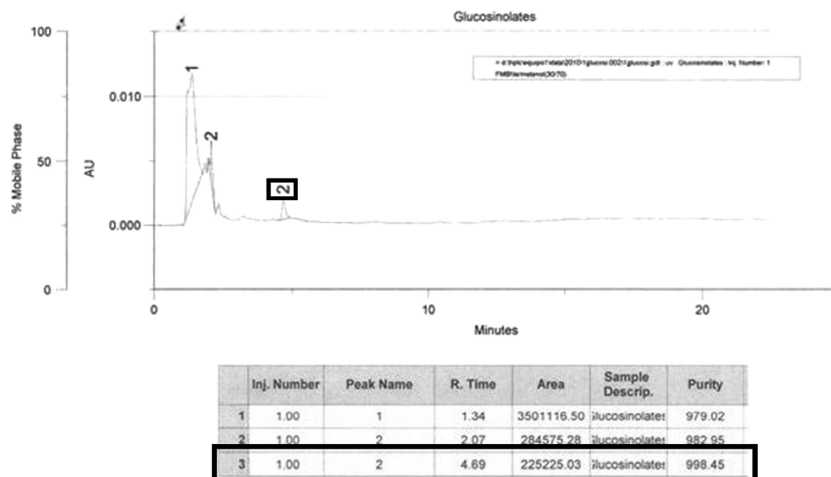 Glucosinolates
100
0.010
50
0.000
0
% Mobile Phase
AU
1
2
2
0 10 20
Minutes
Inj. Number Peak Name R. Time Area Sample Descrip. Purity
1 1.00 1 1.34 3501116.50 Glucosinolates 979.02
2 1.00 2 2.07 284575.28 Glucosinolates 982.95
3 1.00 2 4.69 225225.03 Glucosinolates 998.45